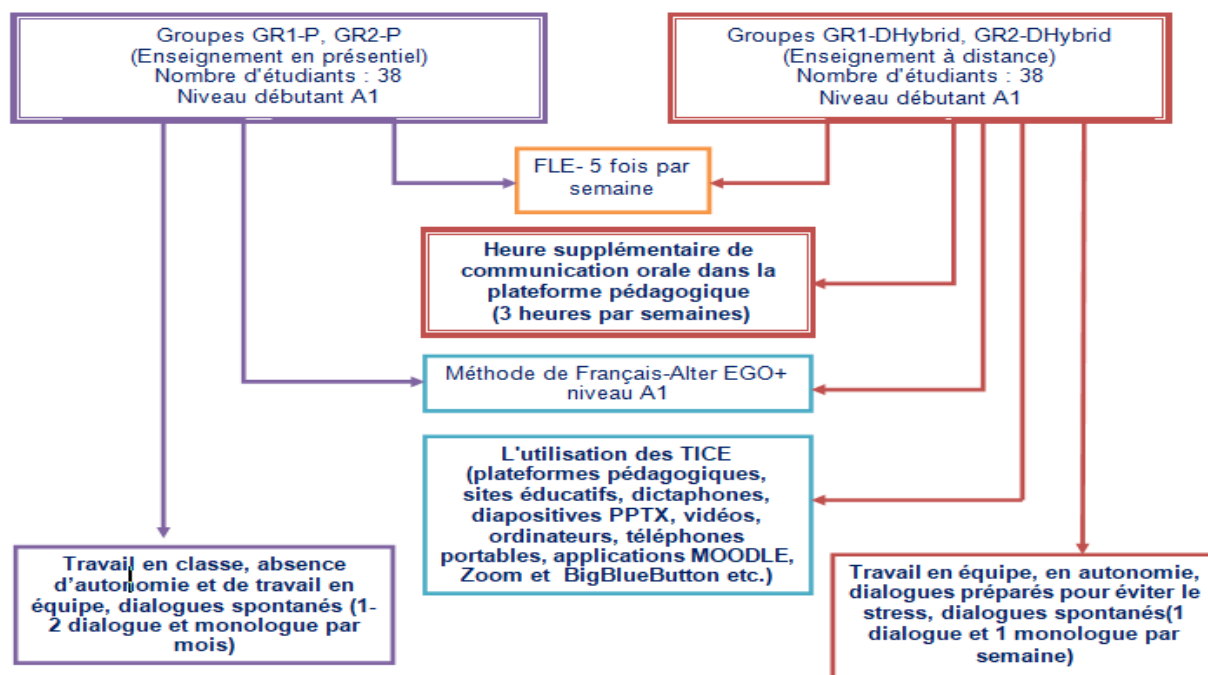 Groupes GR1-P, GR2-P
(Enseignement en présentiel)
Nombre d'étudiants : 38
Niveau débutant A1
Groupes GR1-DHybrid, GR2-DHybrid
(Enseignement à distance)
Nombre d'étudiants : 38
Niveau débutant A1
FLE- 5 fois par
semaine
Heure supplémentaire de
communication orale dans la
plateforme pédagogique
(3 heures par semaines)
Méthode de Français-Alter EGO+
niveau A1
L'utilisation des TICE
(plateformes pédagogiques,
sites éducatifs, dictaphones,
diapositives PPTX, vidéos,
ordinateurs, téléphones
portables, applications MOODLE,
Zoom et BigBlueButton etc.)
Travail en classe, absence
d'autonomie et de travail en
équipe, dialogues spontanés (1-
2 dialogue et monologue par
mois)
Travail en équipe, en autonomie,
dialogues préparés pour éviter le
stress, dialogues spontanés(1
dialogue et 1 monologue par
semaine)